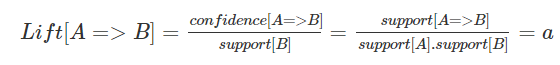 Lift[A => B] = confidence[A=>B] / support[B] = support[A=>B] / support[A].support[B] = a